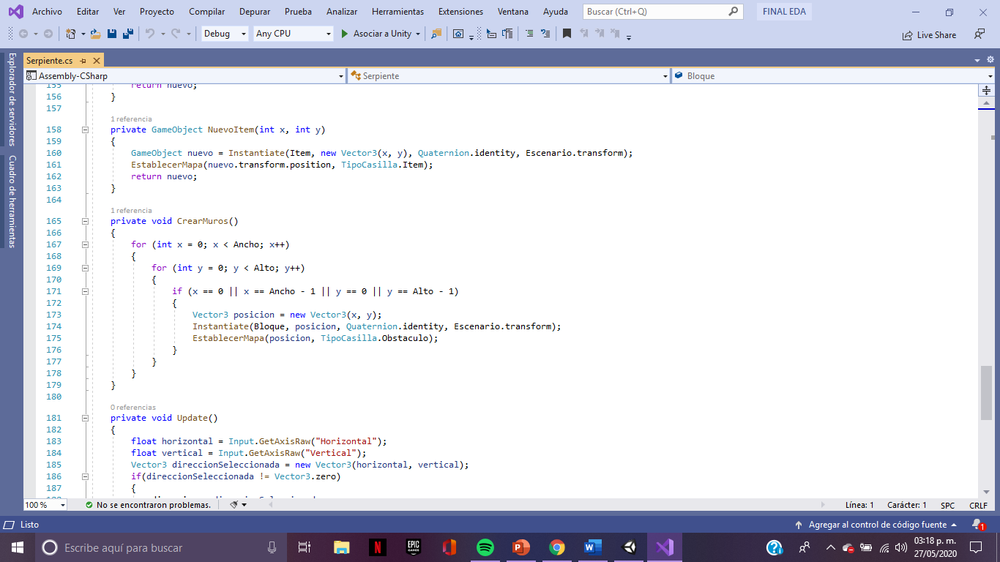 Archivo Editar Ver Proyecto Compilar Depurar Prueba Analizar Herramientas Extensiones Ventana Ayuda Buscar (Ctrl+Q) FINAL EDA
Debug Any CPU Asociar a Unity Live Share
Explorador de servidores
Cuadro de herramientas
Serpiente.cs
Assembly-CSharp Serpiente Bloque
155 return nuevo;
156 }
157
1 referencia
158 private GameObject NuevoItem(int x, int y)
159 {
160 GameObject nuevo = Instantiate(Item, new Vector3(x, y), Quaternion.identity, Escenario.transform);
161 EstablecerMapa(nuevo.transform.position, TipoCasilla.Item);
162 return nuevo;
163 }
164
1 referencia
165 private void CrearMuros()
166 {
167 for (int x = 0; x < Ancho; x++)
168 {
169 for (int y = 0; y < Alto; y++)
170 {
171 if (x == 0 || x == Ancho - 1 || y == 0 || y == Alto - 1)
172 {
173 Vector3 posicion = new Vector3(x, y);
174 Instantiate(Bloque, posicion, Quaternion.identity, Escenario.transform);
175 EstablecerMapa(posicion, TipoCasilla.Obstaculo);
176 }
177 }
178 }
179 }
180
0 referencias
181 private void Update()
182 {
183 float horizontal = Input.GetAxisRaw("Horizontal");
184 float vertical = Input.GetAxisRaw("Vertical");
185 Vector3 direccionSeleccionada = new Vector3(horizontal, vertical);
186 if(direccionSeleccionada != Vector3.zero)
187 {
100 % No se encontraron problemas. Línea: 1 Carácter: 1 SPC CRLF
Listo Agregar al control de código fuente 1
Escribe aquí para buscar N EPIC GAMES P W 03:18 p. m.
27/05/2020